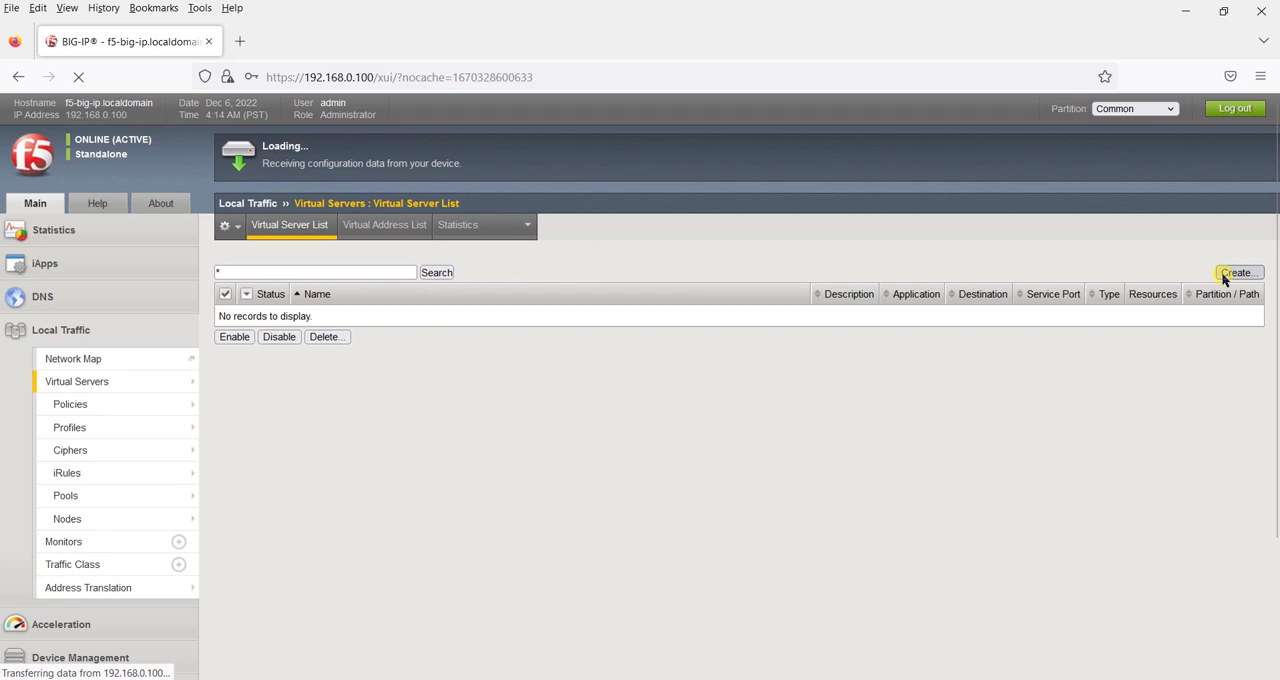 File Edit View History Bookmarks Tools Help
BIG-IP® - f5-big-ip.localdomai
https://192.168.0.100/xui/?nocache=1670328600633
Hostname f5-big-ip.localdomain Date Dec 6, 2022 User admin
IP Address 192.168.0.100 Time 4:14 AM (PST) Role Administrator
Partition: Common Log out
f5
ONLINE (ACTIVE)
Standalone
Loading...
Receiving configuration data from your device.
Main Help About
Local Traffic ›› Virtual Servers : Virtual Server List
Virtual Server List Virtual Address List Statistics
Statistics
iApps
DNS
Local Traffic
Network Map
Virtual Servers
Policies
Profiles
Ciphers
iRules
Pools
Nodes
Monitors
Traffic Class
Address Translation
Acceleration
Device Management
* Search Create...
Status Name Description Application Destination Service Port Type Resources Partition / Path
No records to display.
Enable Disable Delete...
Transferring data from 192.168.0.100...